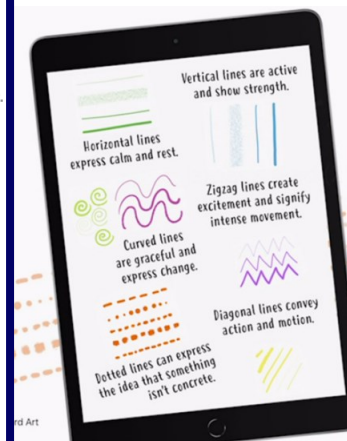 Vertical lines are active
and show strength.
Horizontal lines
express calm and rest.
Zigzag lines create
excitement and signify
intense movement.
Curved lines
are graceful and
express change.
Diagonal lines convey
action and motion.
Dotted lines can express
the idea that something
isn't concrete.
rd Art